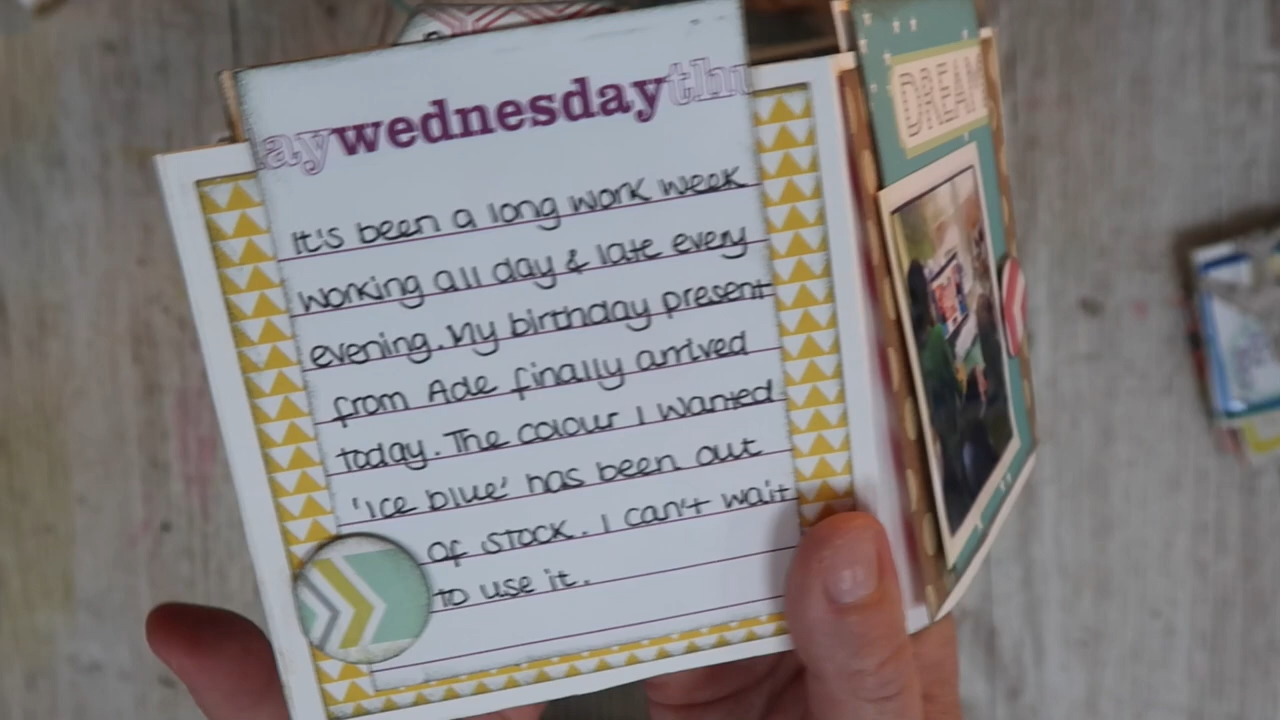 aywednesdaythu
It's been a long work week
working all day & late every
evening. My birthday present
from Ade finally arrived
today. The colour I wanted
'ice blue' has been out
of stock. I can't wait
to use it.
DREAM